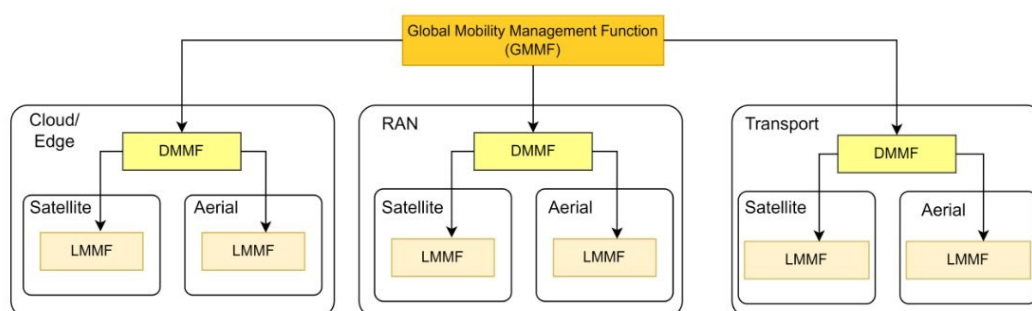 Global Mobility Management Function
(GMMF)
Cloud/
Edge
DMMF
Satellite
LMMF
Aerial
LMMF
RAN
DMMF
Satellite
LMMF
Aerial
LMMF
Transport
DMMF
Satellite
LMMF
Aerial
LMMF